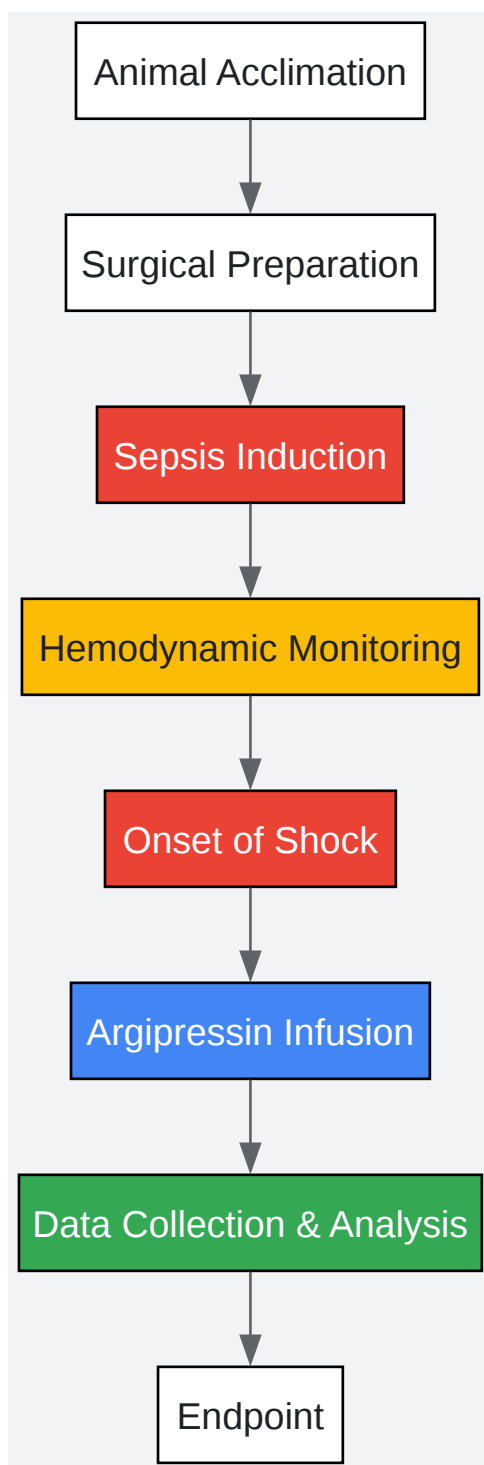 Animal Acclimation
Surgical Preparation
Sepsis Induction
Hemodynamic Monitoring
Onset of Shock
Argipressin Infusion
Data Collection & Analysis
Endpoint